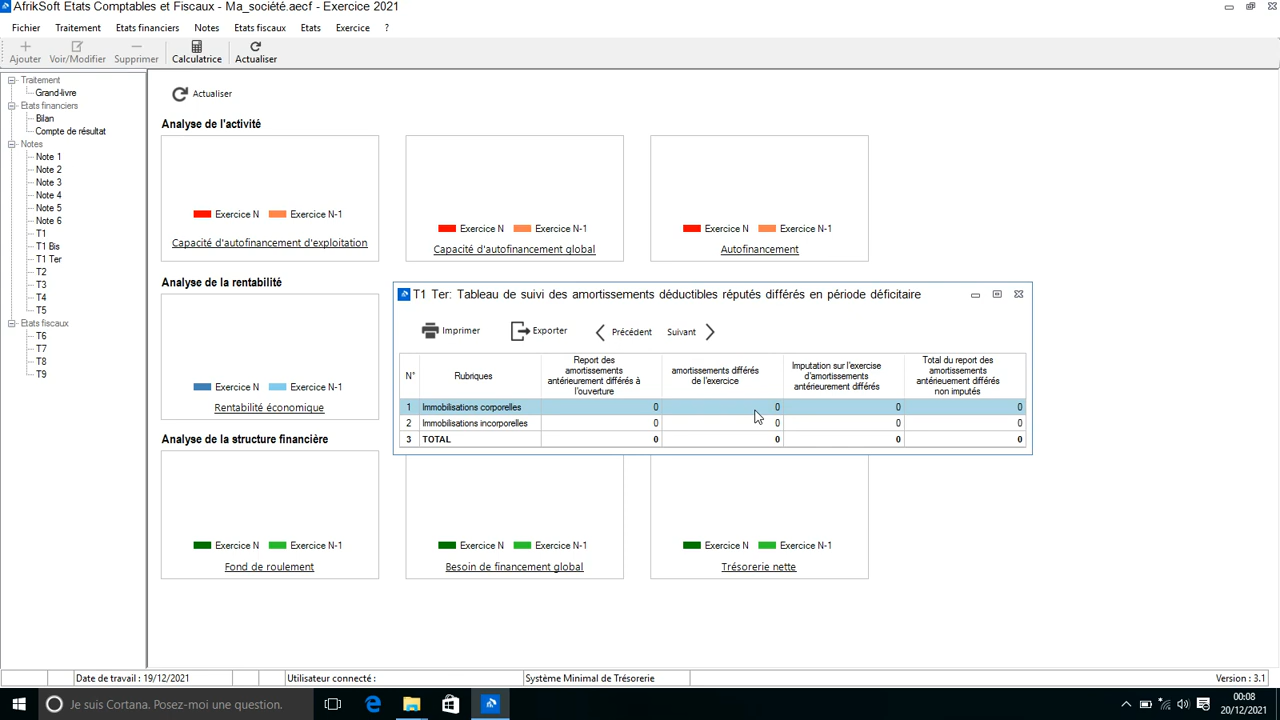 AfrikSoft Etats Comptables et Fiscaux - Ma_société.aecf - Exercice 2021
Fichier Traitement Etats financiers Notes Etats fiscaux Etats Exercice ?
Ajouter Voir/Modifier Supprimer Calculatrice Actualiser
Traitement
Grand-livre
Etats financiers
Bilan
Compte de résultat
Notes
Note 1
Note 2
Note 3
Note 4
Note 5
Note 6
T1
T1 Bis
T1 Ter
T2
T3
T4
T5
Etats fiscaux
T6
T7
T8
T9
Actualiser
Analyse de l'activité
Exercice N Exercice N-1
Capacité d'autofinancement d'exploitation
Exercice N Exercice N-1
Capacité d'autofinancement global
Exercice N Exercice N-1
Autofinancement
Analyse de la rentabilité
Exercice N Exercice N-1
Rentabilité économique
Analyse de la structure financière
Exercice N Exercice N-1
Fond de roulement
Exercice N Exercice N-1
Besoin de financement global
Exercice N Exercice N-1
Trésorerie nette
T1 Ter: Tableau de suivi des amortissements déductibles réputés différés en période déficitaire
Imprimer Exporter Précédent Suivant
N°
Rubriques
Report des
amortissements
antérieurement différés à
l'ouverture
amortissements différés
de l'exercice
Imputation sur l'exercice
d'amortissements
antérieurement différés
Total du report des
amortissements
antérieuement différés
non imputés
1 Immobilisations corporelles 0 0 0 0
2 Immobilisations incorporelles 0 0 0 0
3 TOTAL 0 0 0 0
Date de travail : 19/12/2021 Utilisateur connecté : Système Minimal de Trésorerie Version : 3.1
Je suis Cortana. Posez-moi une question.
00:08
20/12/2021